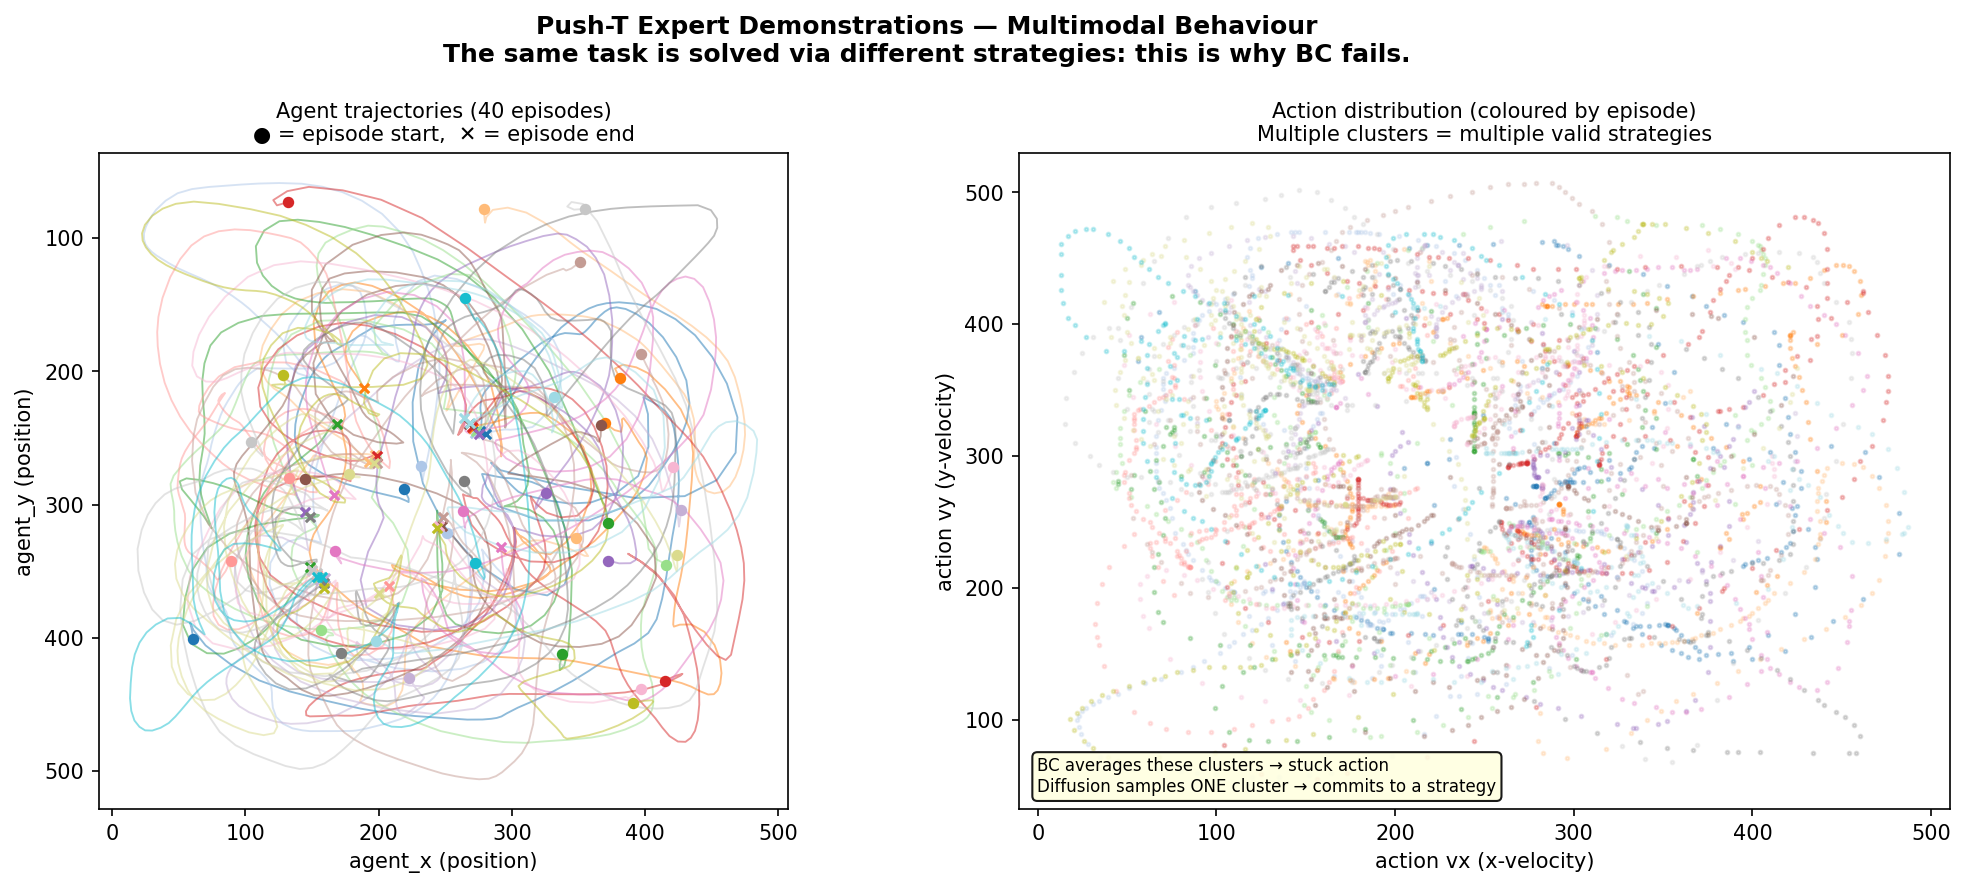 Push-T Expert Demonstrations — Multimodal Behaviour
The same task is solved via different strategies: this is why BC fails.
Agent trajectories (40 episodes)
● = episode start, ✕ = episode end
100
200
300
400
500
agent_y (position)
0 100 200 300 400 500
agent_x (position)
Action distribution (coloured by episode)
Multiple clusters = multiple valid strategies
500
400
300
200
100
action vy (y-velocity)
BC averages these clusters → stuck action
Diffusion samples ONE cluster → commits to a strategy
0 100 200 300 400 500
action vx (x-velocity)